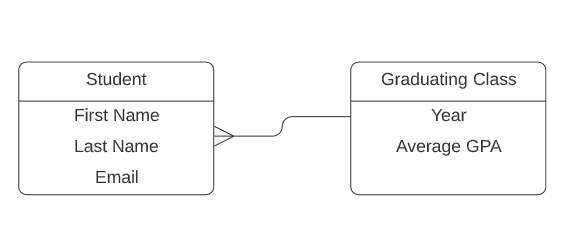 Student
First Name
Last Name
Email
Graduating Class
Year
Average GPA